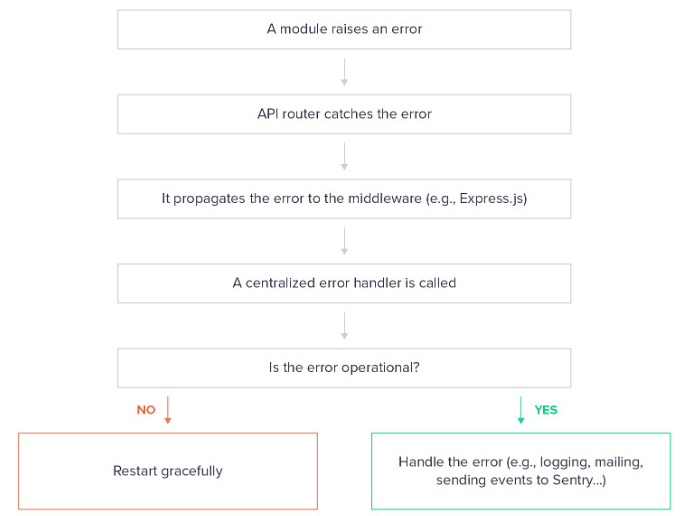 A module raises an error
API router catches the error
It propagates the error to the middleware (e.g., Express.js)
A centralized error handler is called
Is the error operational?
NO
YES
Restart gracefully
Handle the error (e.g., logging, mailing,
sending events to Sentry...)